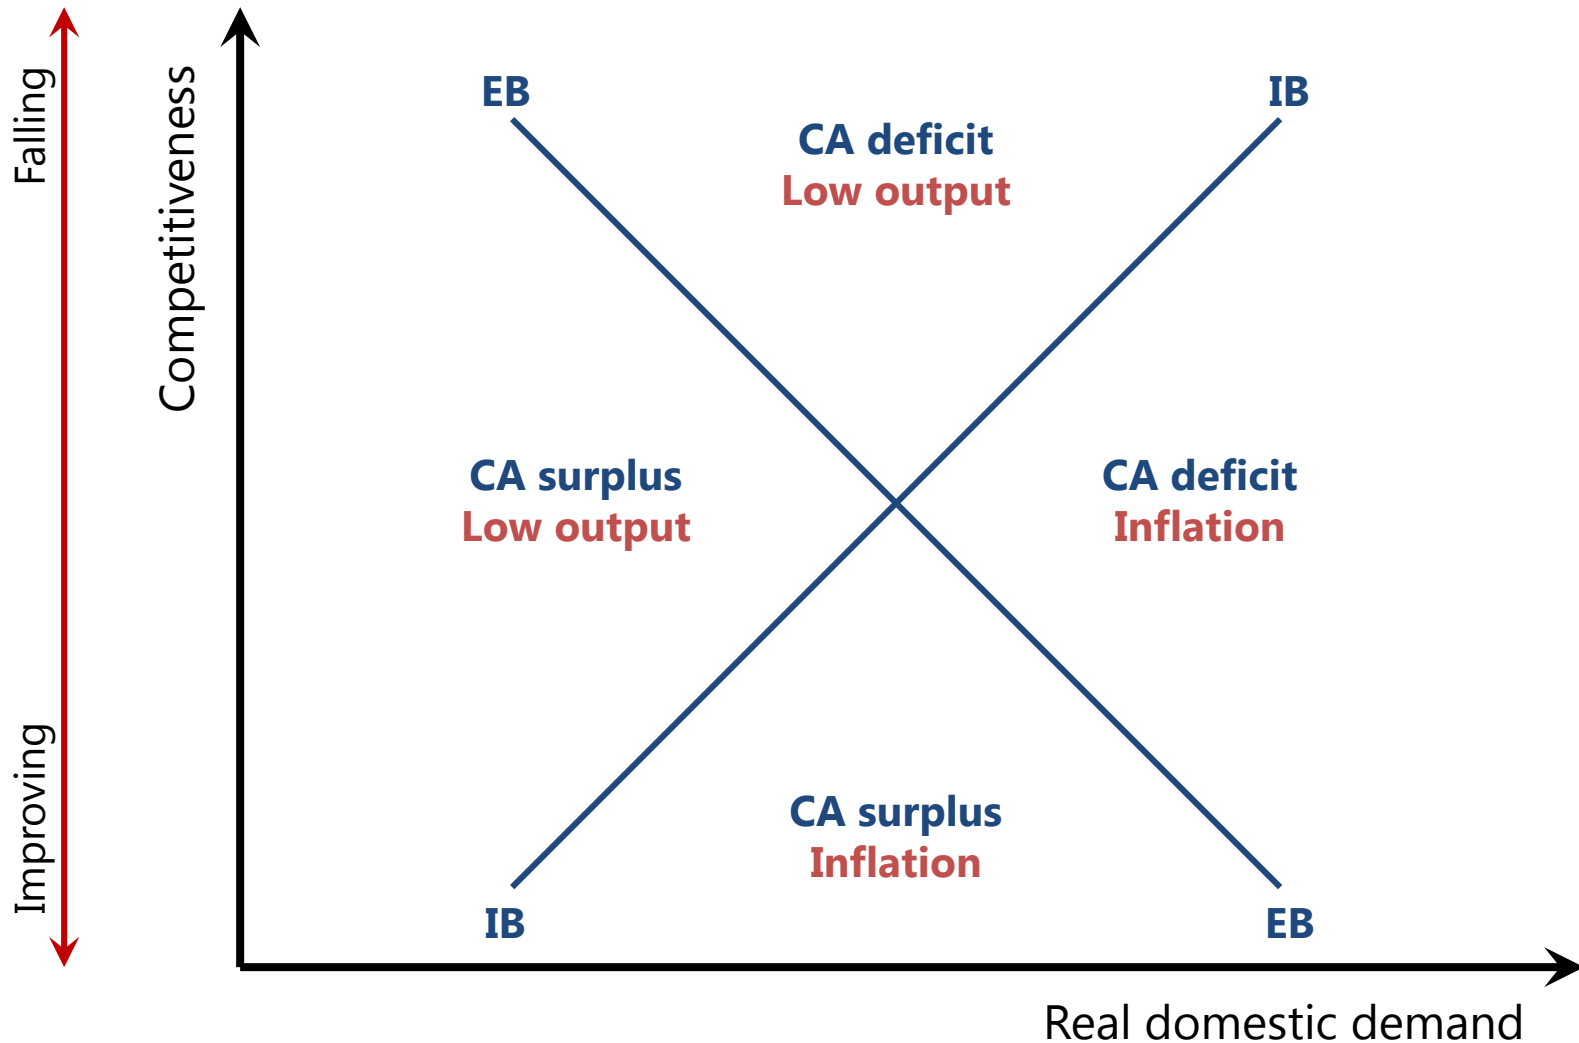 Falling
Improving
Competitiveness
EB
IB
CA deficit
Low output
CA surplus
Low output
CA deficit
Inflation
CA surplus
Inflation
IB
EB
Real domestic demand